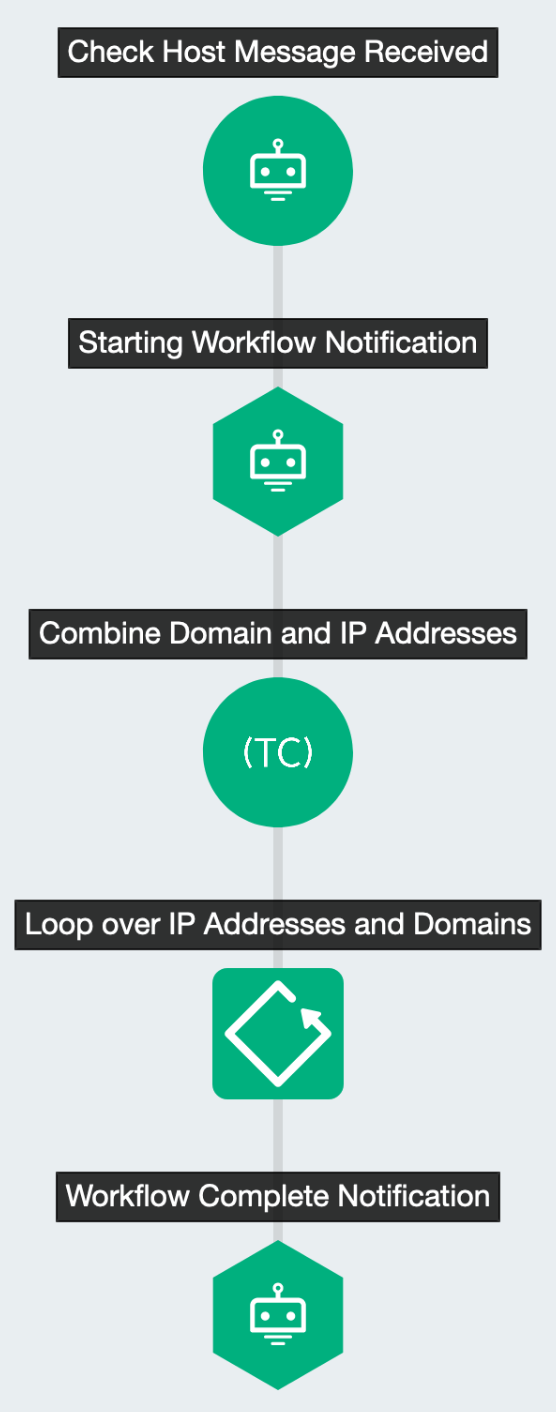 Check Host Message Received
Starting Workflow Notification
Combine Domain and IP Addresses
(TC)
Loop over IP Addresses and Domains
Workflow Complete Notification